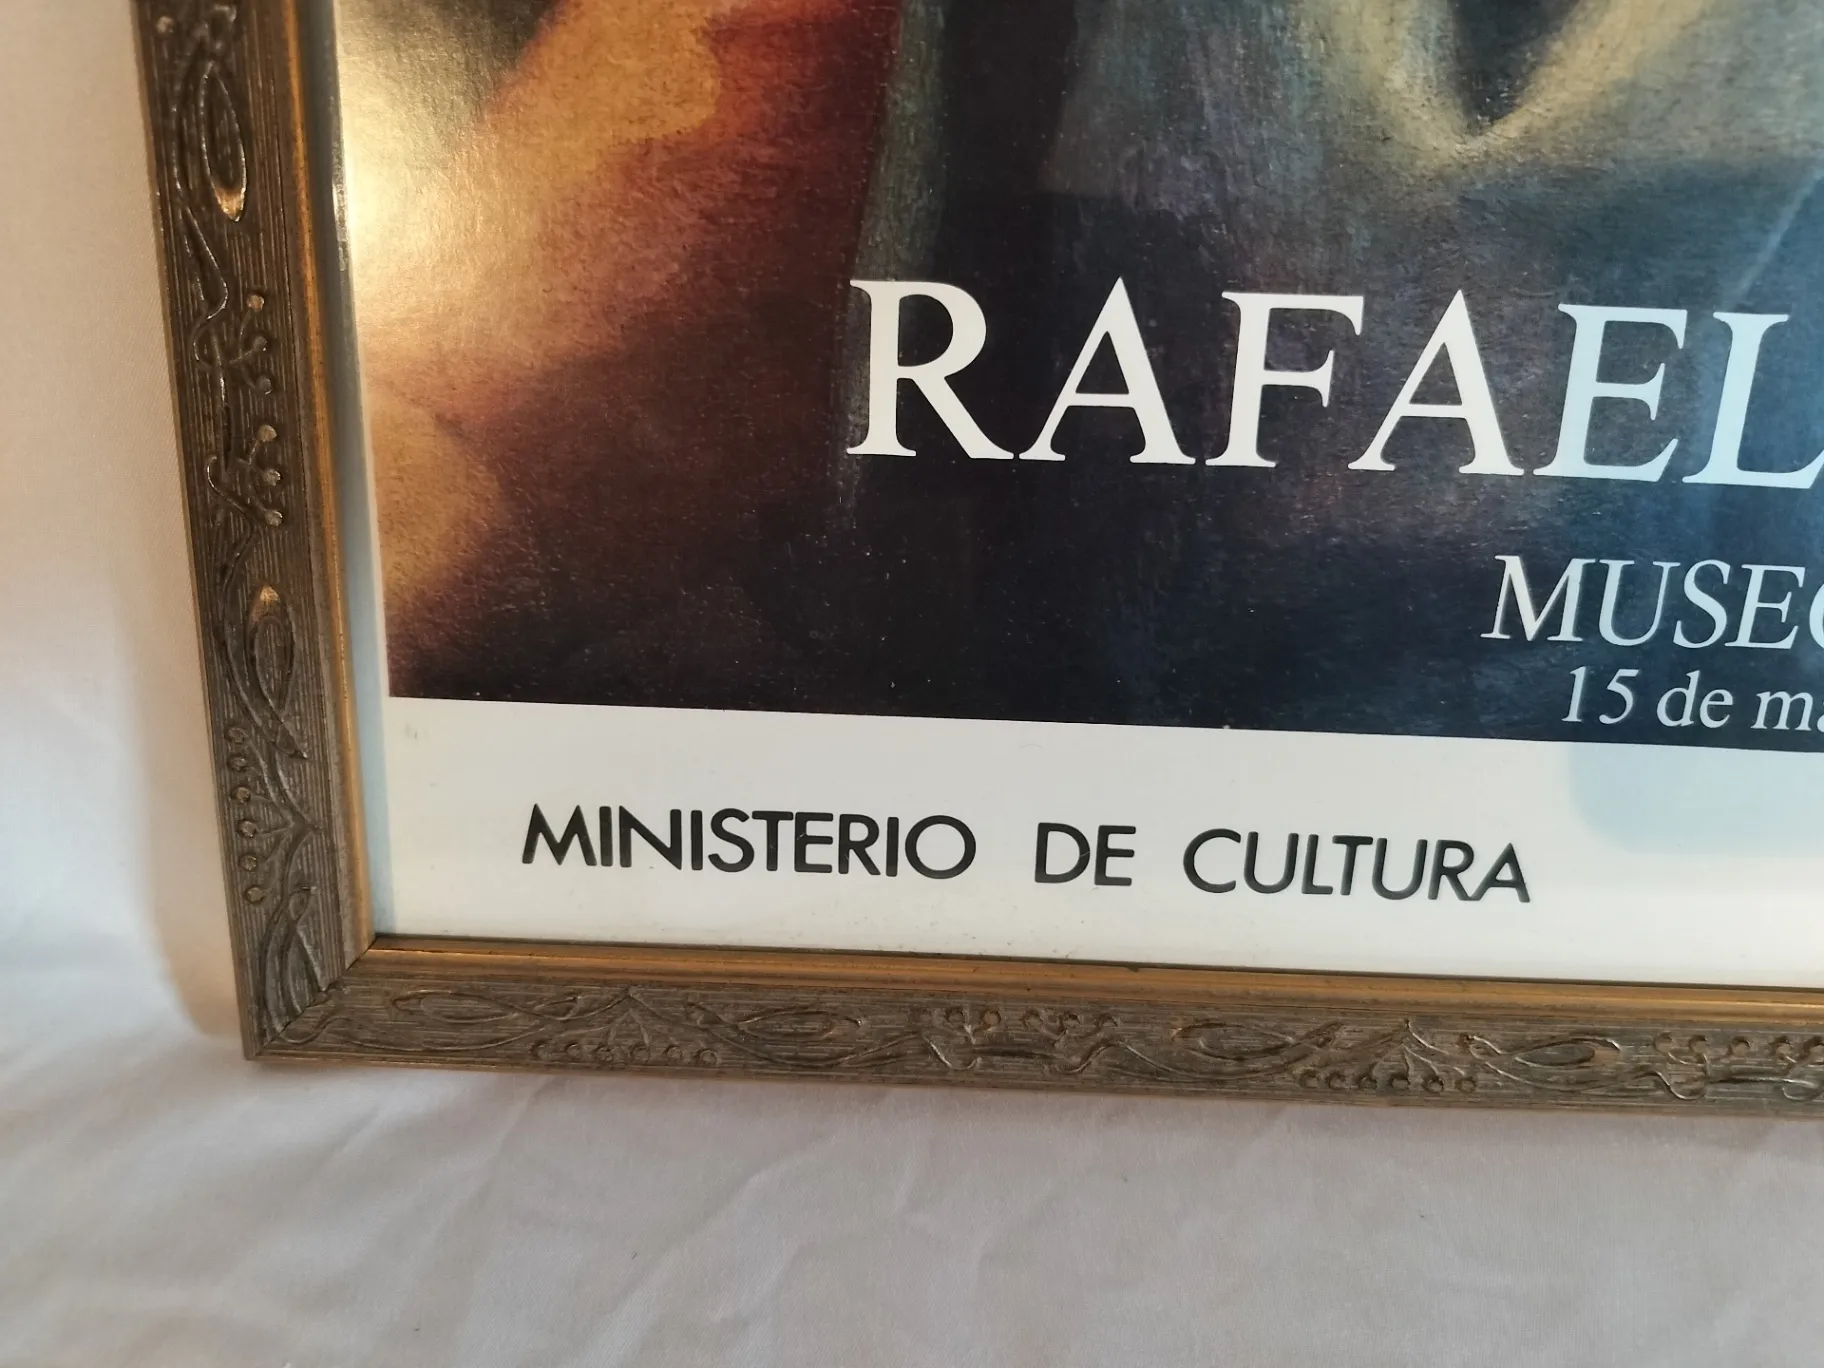 RAFAEL
MUSEO
15 de ma
MINISTERIO DE CULTURA